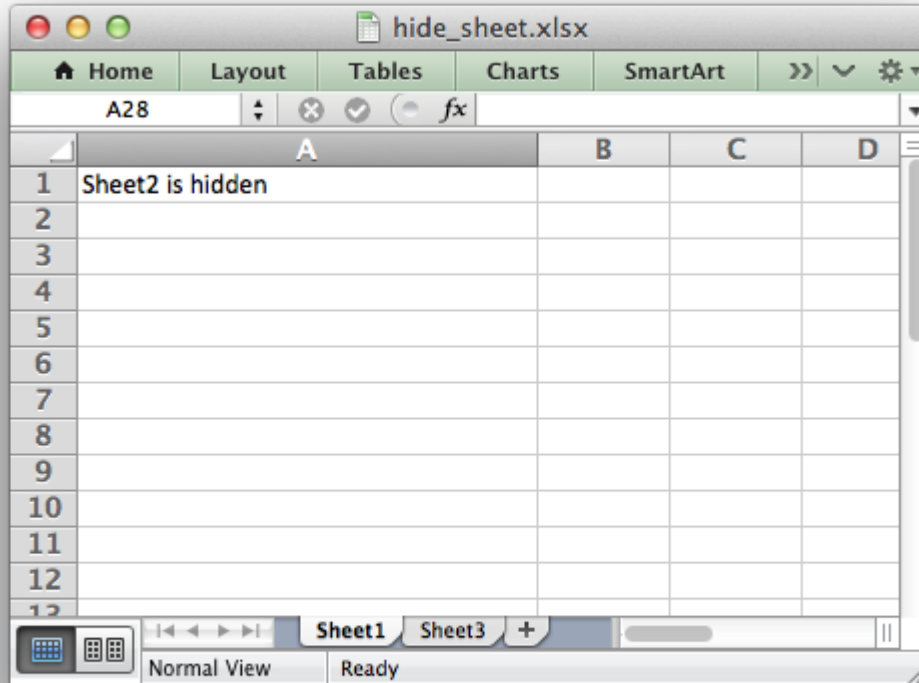 hide_sheet.xlsx
Home Layout Tables Charts SmartArt
A28 fx
A B C D
1 Sheet2 is hidden
2
3
4
5
6
7
8
9
10
11
12
13
Sheet1 Sheet3 +
Normal View Ready